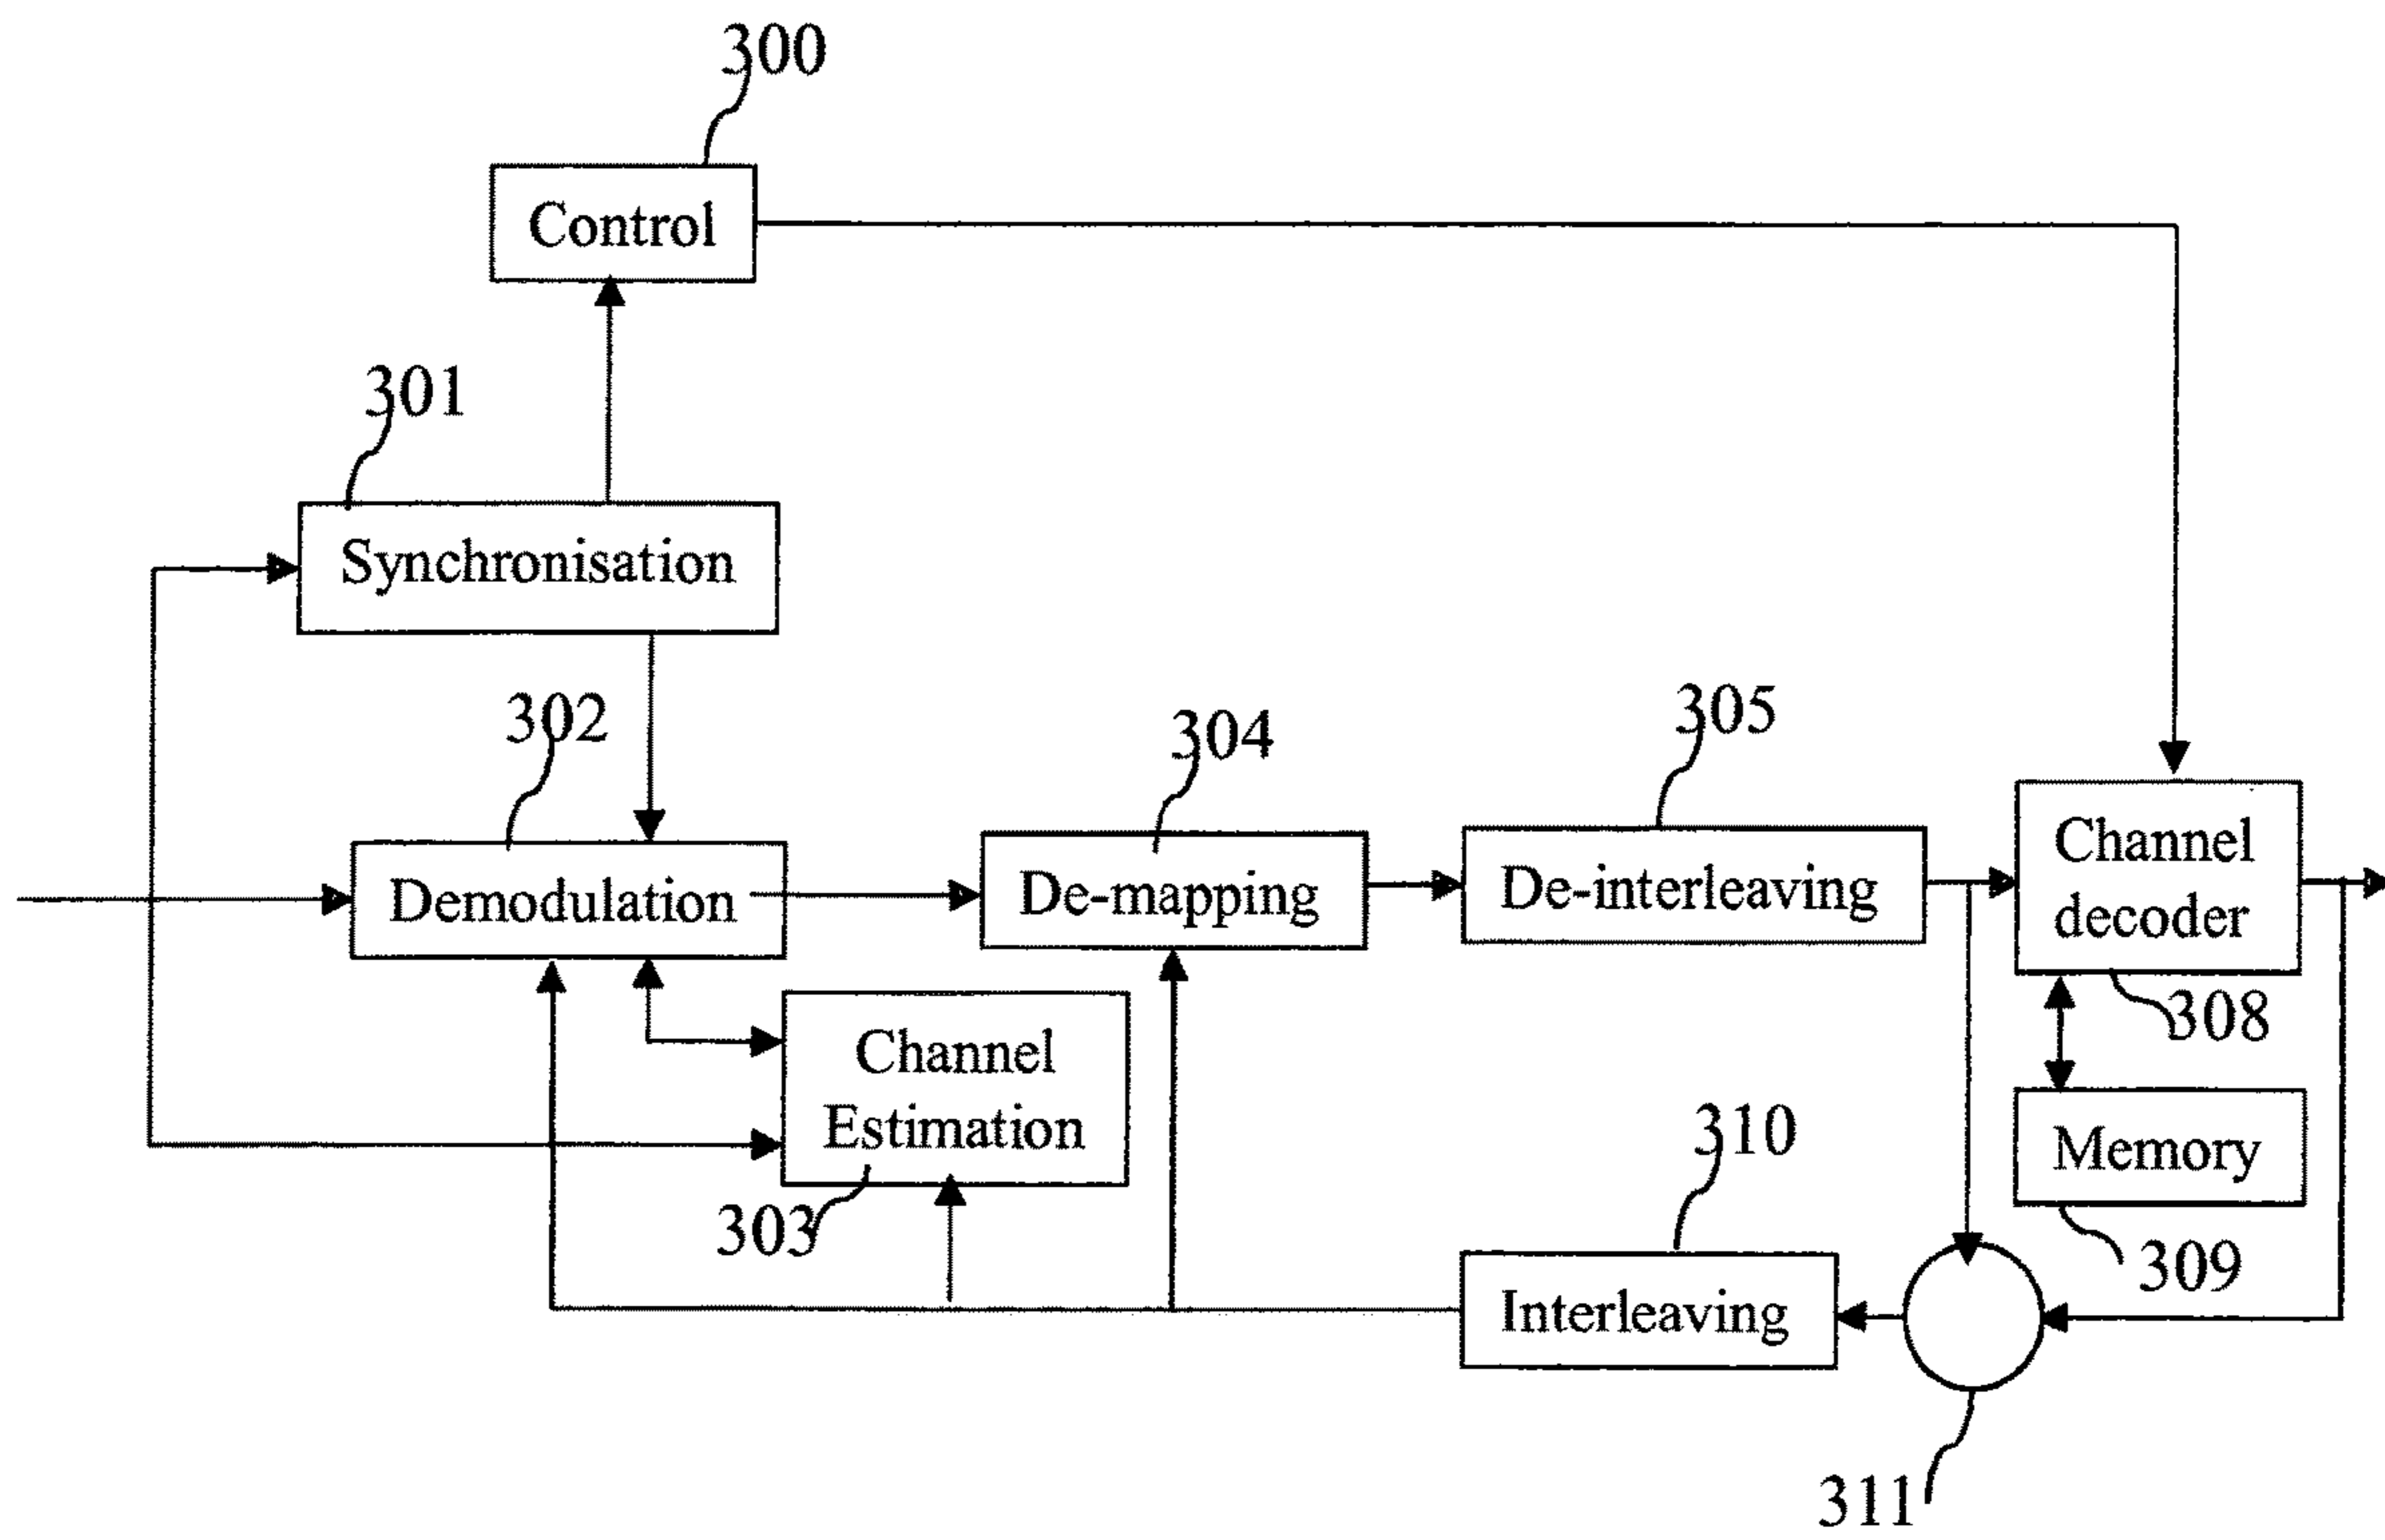 300
Control
301
Synchronisation
302
304
305
Demodulation
De-mapping
De-interleaving
Channel
decoder
308
Channel
Estimation
303
310
Memory
309
Interleaving
311